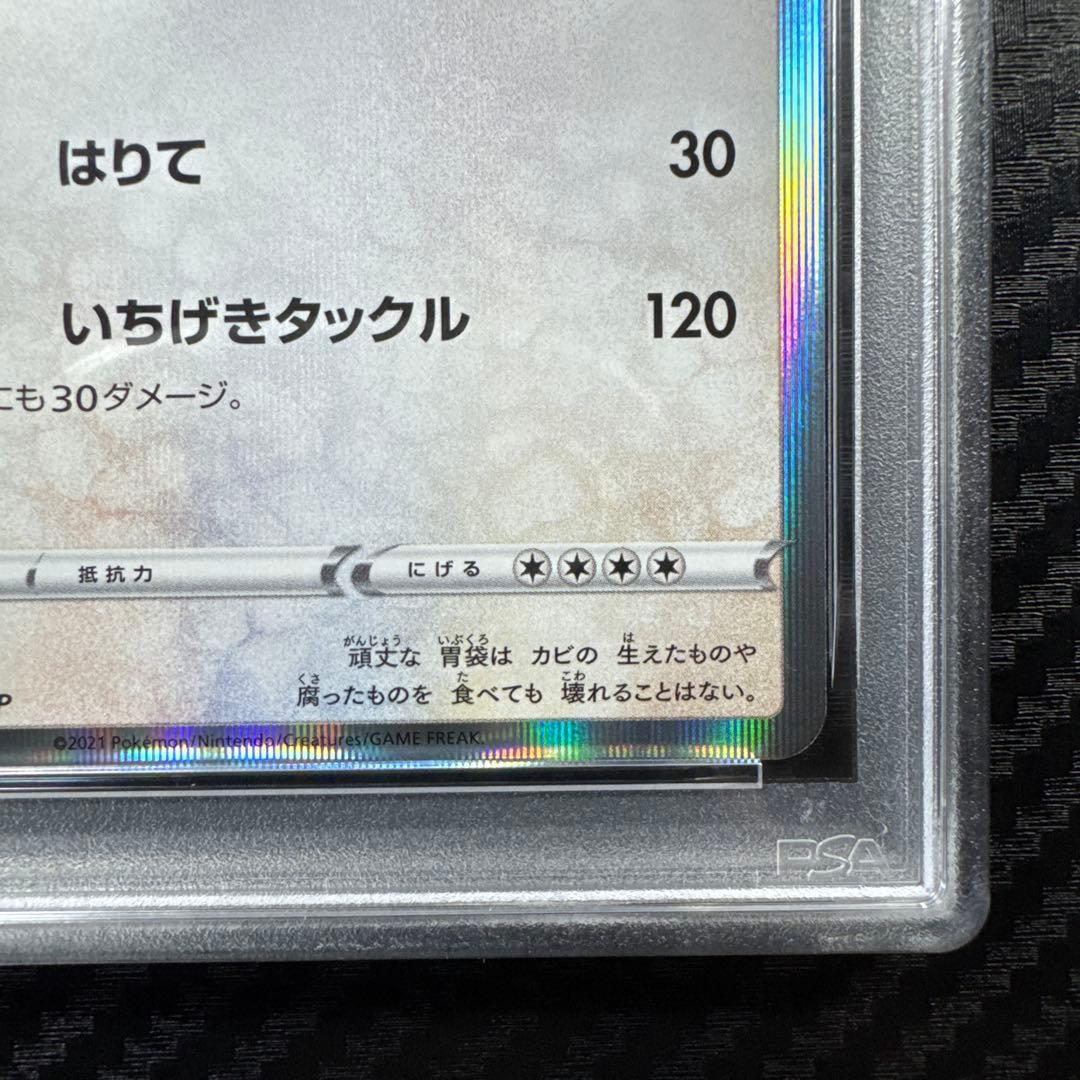 はりて 30
いちげきタックル 120
にも30ダメージ。
抵抗力 にげる
頑丈な 胃袋は カビの 生えたものや
がんじょう いぶくろ は
腐ったものを 食べても 壊れることはない。
くさ た こわ
P
©2021 Pokémon/Nintendo/Creatures/GAME FREAK.
PSA